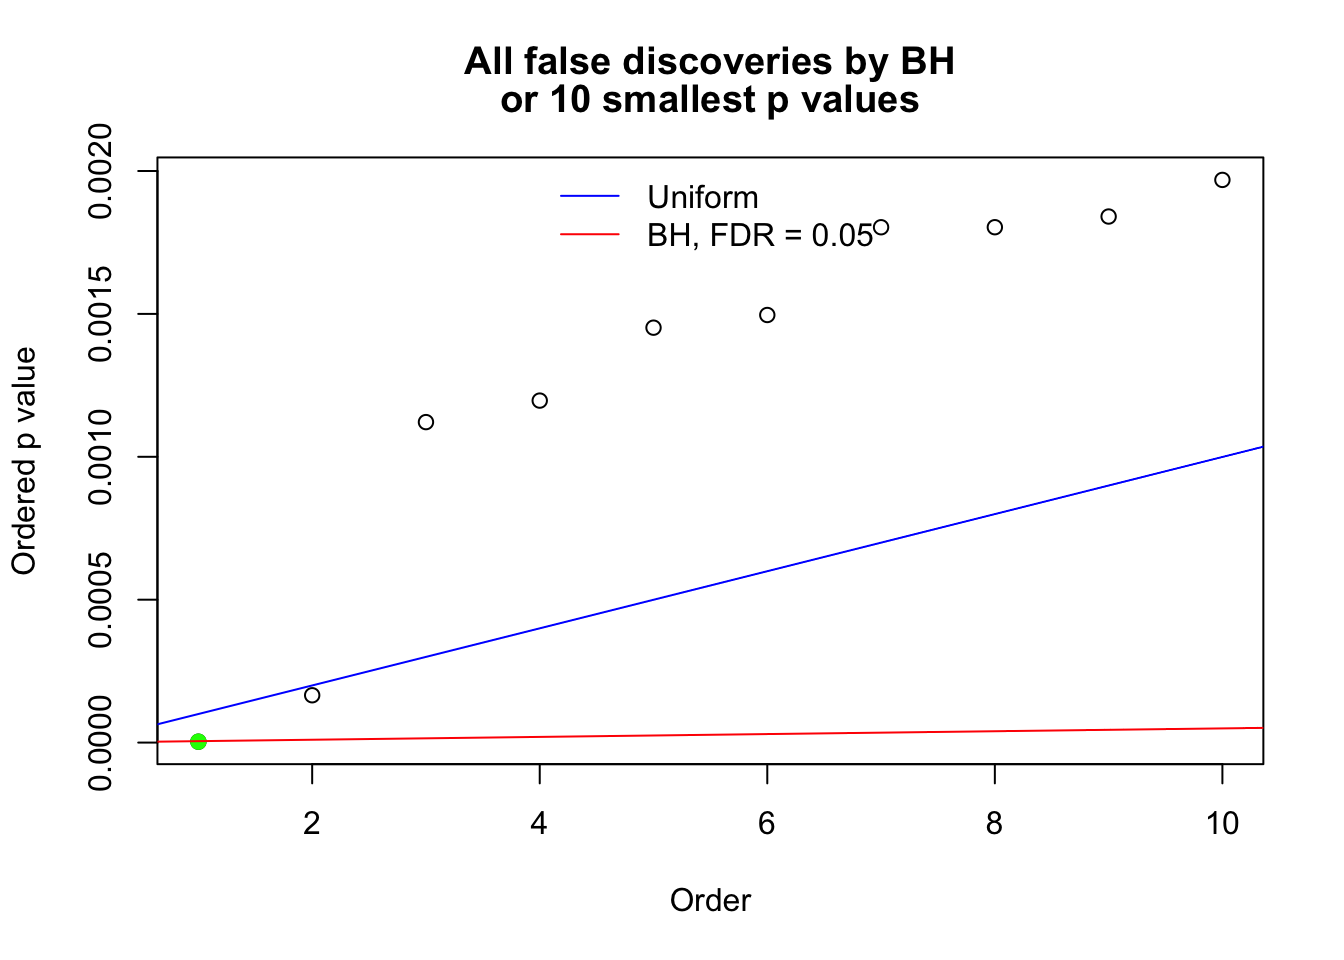 All false discoveries by BH
or 10 smallest p values
Uniform
BH, FDR = 0.05
Ordered p value
0.0020
0.0015
0.0010
0.0005
0.0000
2 4 6 8 10
Order